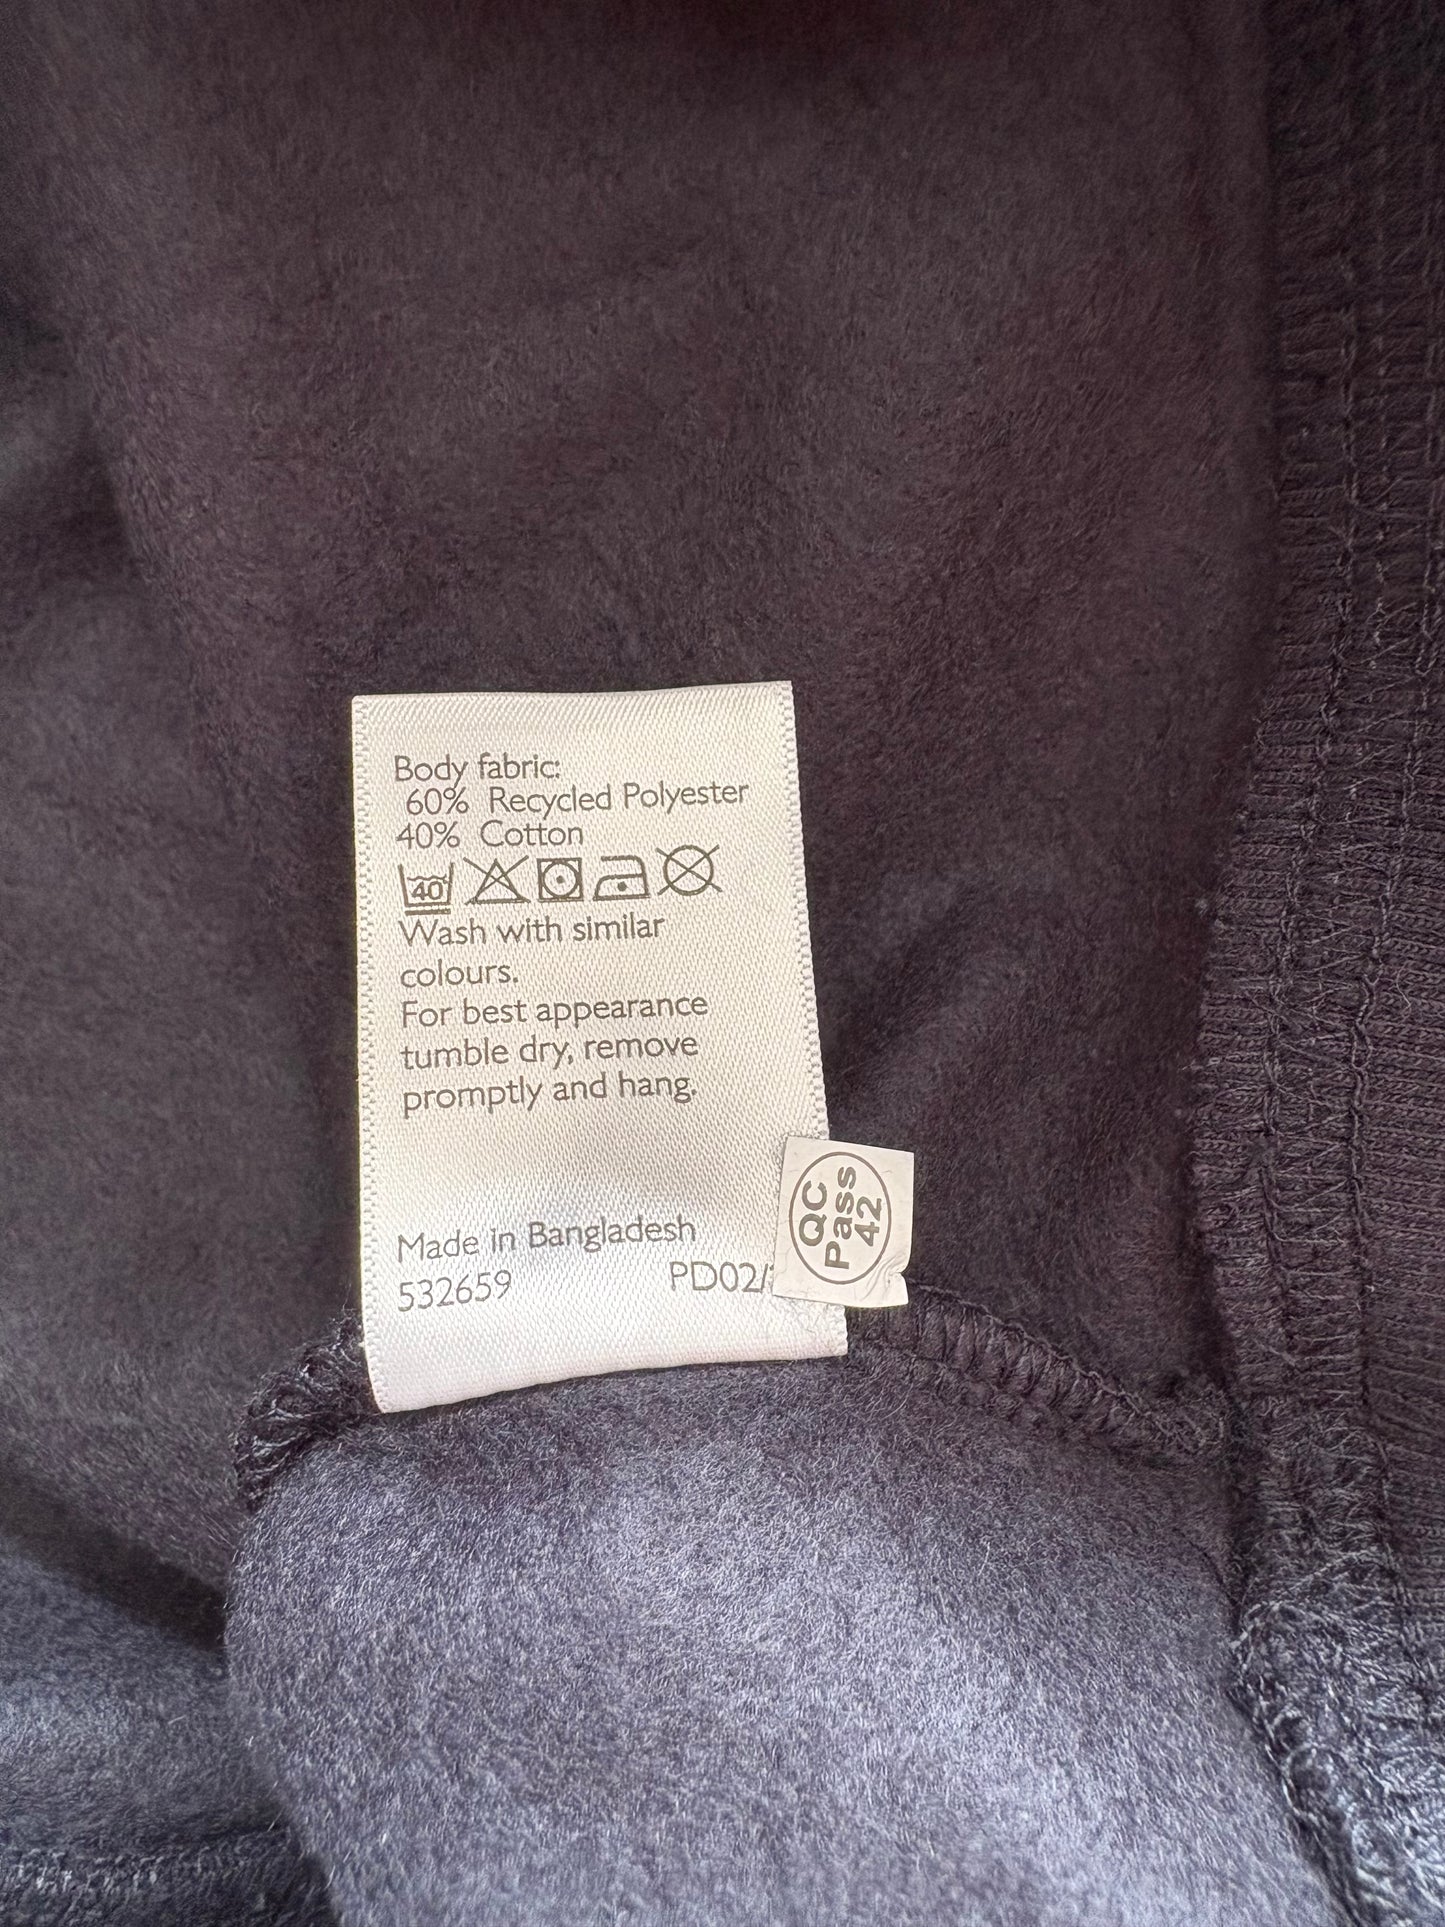 Body fabric:
60% Recycled Polyester
40% Cotton
40
Wash with similar
colours.
For best appearance
tumble dry, remove
promptly and hang.
Made in Bangladesh
532659 PD02/
QC
Pass
42